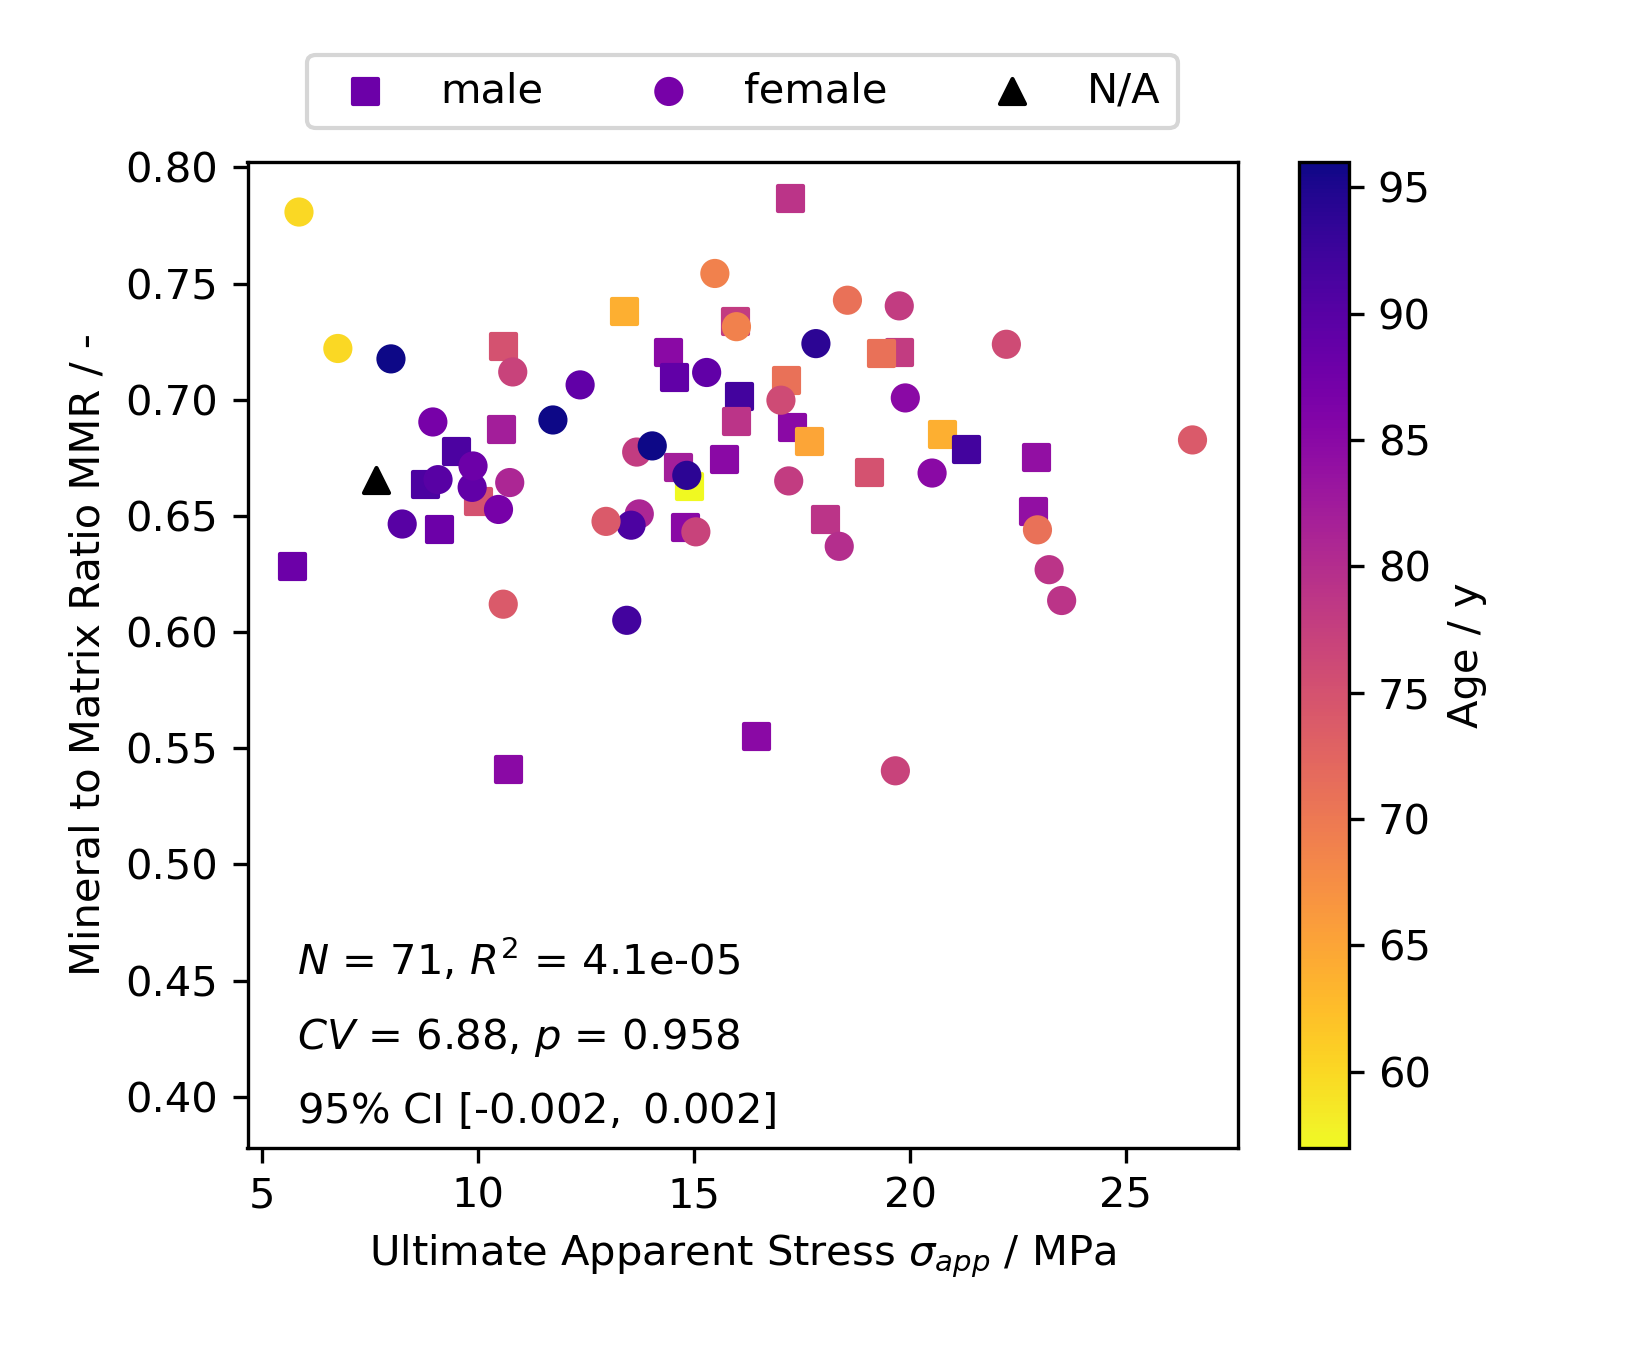 male female N/A
0.80
0.75
0.70
0.65
0.60
0.55
0.50
0.45
0.40
Mineral to Matrix Ratio MMR / -
N = 71, R² = 4.1e-05
CV = 6.88, p = 0.958
95% CI [-0.002, 0.002]
5 10 15 20 25
Ultimate Apparent Stress σ_app / MPa
95
90
85
80
75
70
65
60
Age / y